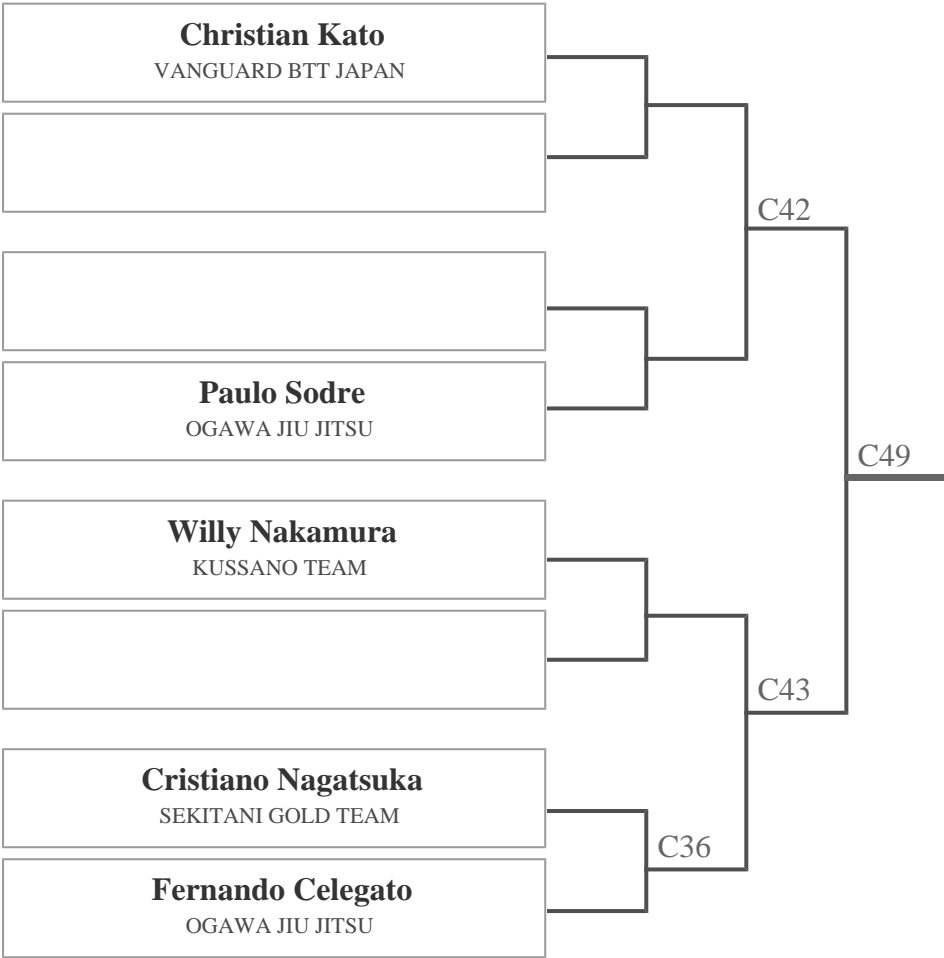 Christian Kato
VANGUARD BTT JAPAN
C42
Paulo Sodre
OGAWA JIU JITSU
C49
Willy Nakamura
KUSSANO TEAM
C43
Cristiano Nagatsuka
SEKITANI GOLD TEAM
C36
Fernando Celegato
OGAWA JIU JITSU